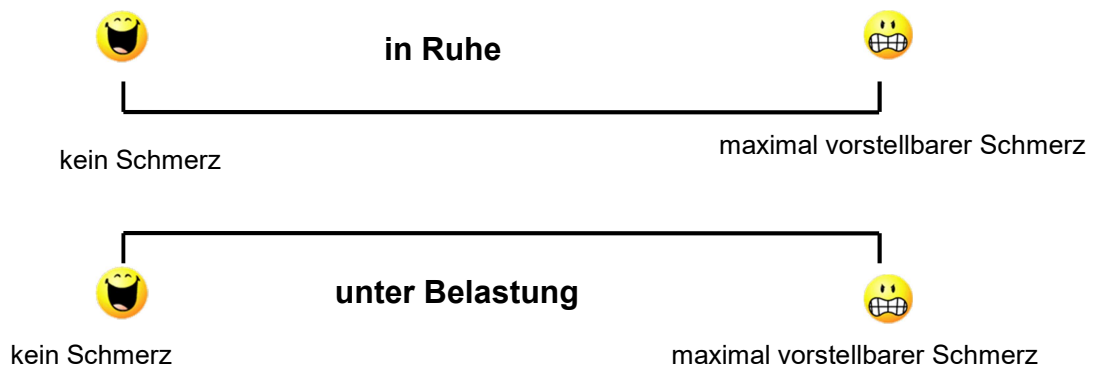 in Ruhe
kein Schmerz
maximal vorstellbarer Schmerz
unter Belastung
kein Schmerz
maximal vorstellbarer Schmerz